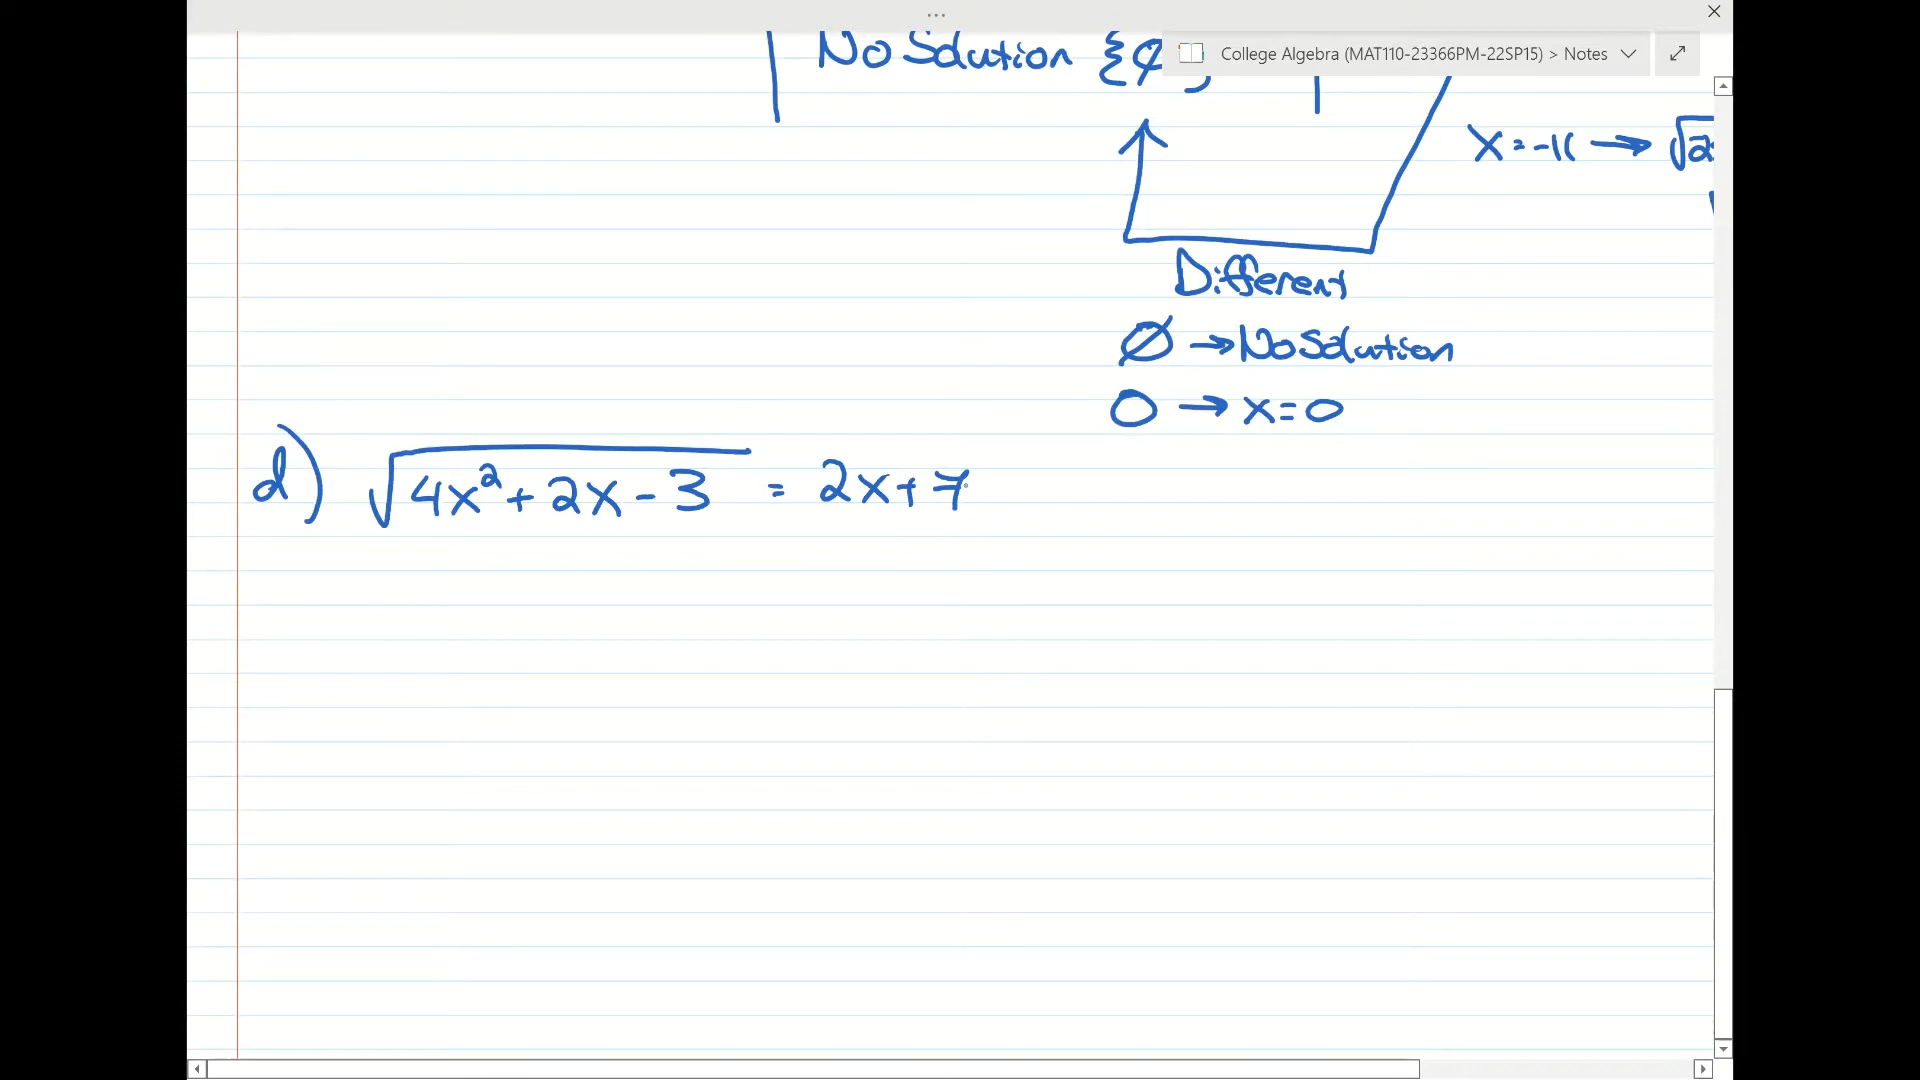 No Solution {∅}
College Algebra (MAT110-23366PM-22SP15) > Notes
x = -11 → √2
Different
∅ → No Solution
0 → x = 0
d) √4x² + 2x - 3 = 2x + 7